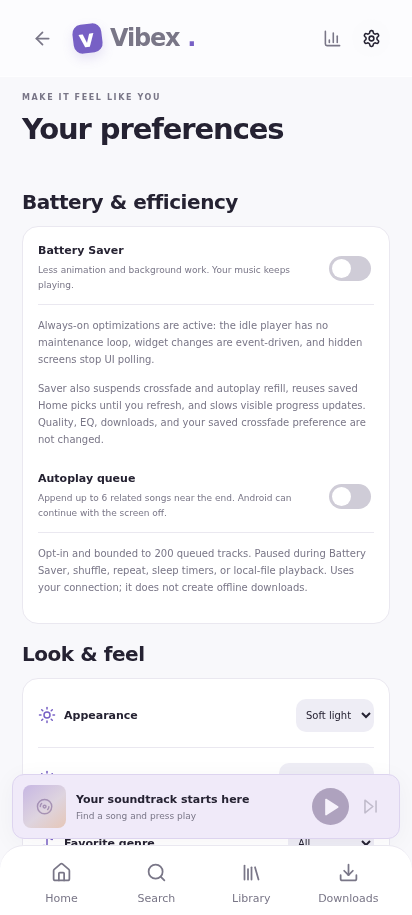 V Vibex .
MAKE IT FEEL LIKE YOU
Your preferences
Battery & efficiency
Battery Saver
Less animation and background work. Your music keeps
playing.
Always-on optimizations are active: the idle player has no
maintenance loop, widget changes are event-driven, and hidden
screens stop UI polling.
Saver also suspends crossfade and autoplay refill, reuses saved
Home picks until you refresh, and slows visible progress updates.
Quality, EQ, downloads, and your saved crossfade preference are
not changed.
Autoplay queue
Append up to 6 related songs near the end. Android can
continue with the screen off.
Opt-in and bounded to 200 queued tracks. Paused during Battery
Saver, shuffle, repeat, sleep timers, or local-file playback. Uses
your connection; it does not create offline downloads.
Look & feel
Appearance
Soft light
Your soundtrack starts here
Find a song and press play
Favorite genre
All
Home
Search
Library
Downloads